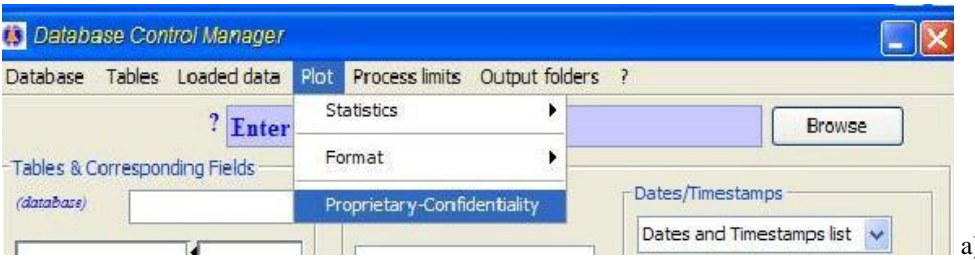 Database Control Manager
Database Tables Loaded data Plot Process limits Output folders ?
? Enter Browse
Statistics
Format
Tables & Corresponding Fields
(database)
Proprietary-Confidentiality
Dates/Timestamps
Dates and Timestamps list